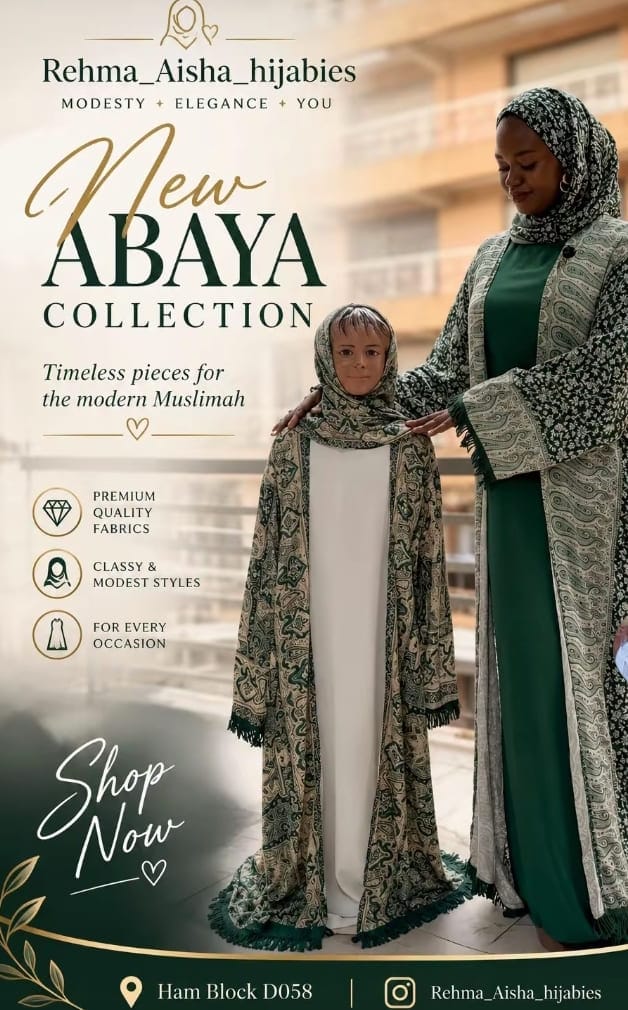 Rehma_Aisha_hijabies
MODESTY + ELEGANCE + YOU
New
ABAYA
COLLECTION
Timeless pieces for
the modern Muslimah
PREMIUM
QUALITY
FABRICS
CLASSY &
MODEST STYLES
FOR EVERY
OCCASION
Shop
Now
Ham Block D058 | Rehma_Aisha_hijabies